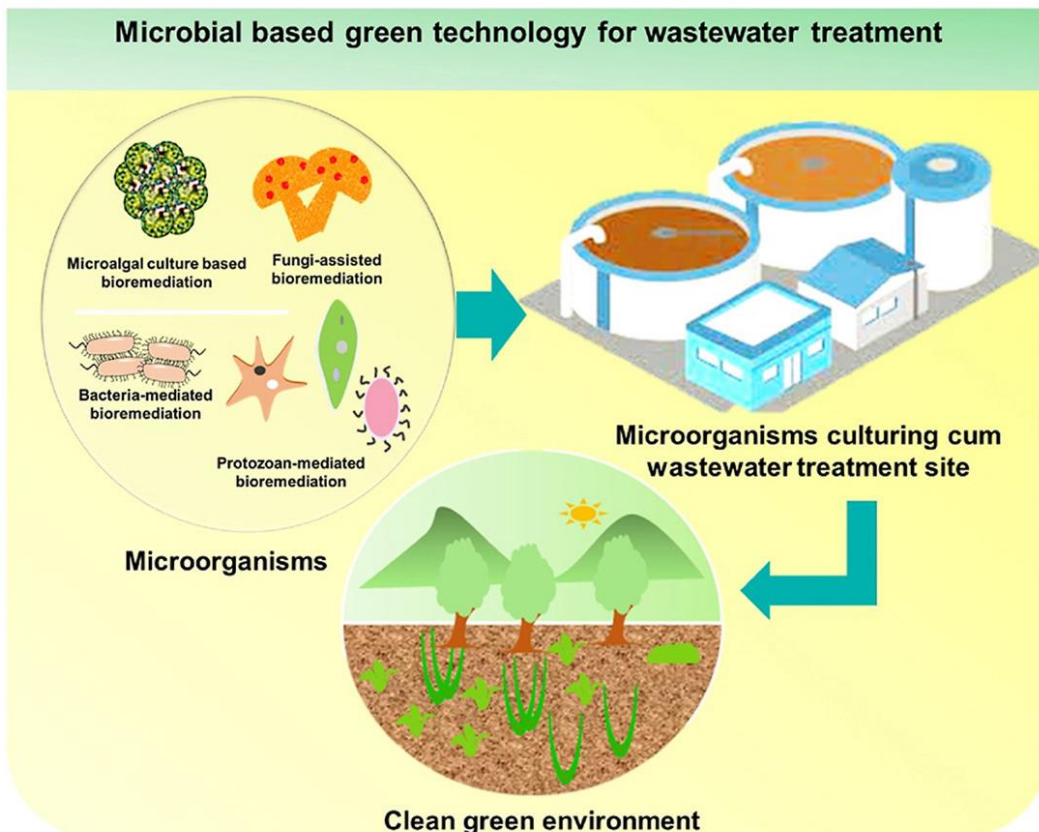 Microbial based green technology for wastewater treatment
Microalgal culture based
bioremediation
Fungi-assisted
bioremediation
Bacteria-mediated
bioremediation
Protozoan-mediated
bioremediation
Microorganisms
Microorganisms culturing cum
wastewater treatment site
Clean green environment